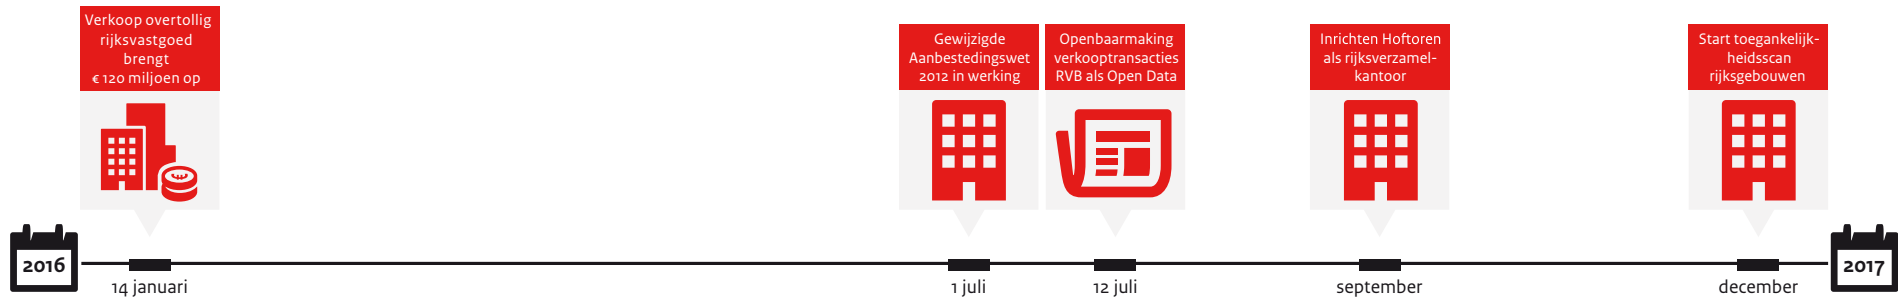 Verkoop overtollig
rijksvastgoed
brengt
€ 120 miljoen op
Gewijzigde
Aanbestedingswet
2012 in werking
Openbaarmaking
verkooptransacties
RVB als Open Data
Inrichten Hoftoren
als rijksverzamel-
kantoor
Start toegankelijk-
heidsscan
rijksgebouwen
2016
14 januari
1 juli
12 juli
september
december
2017